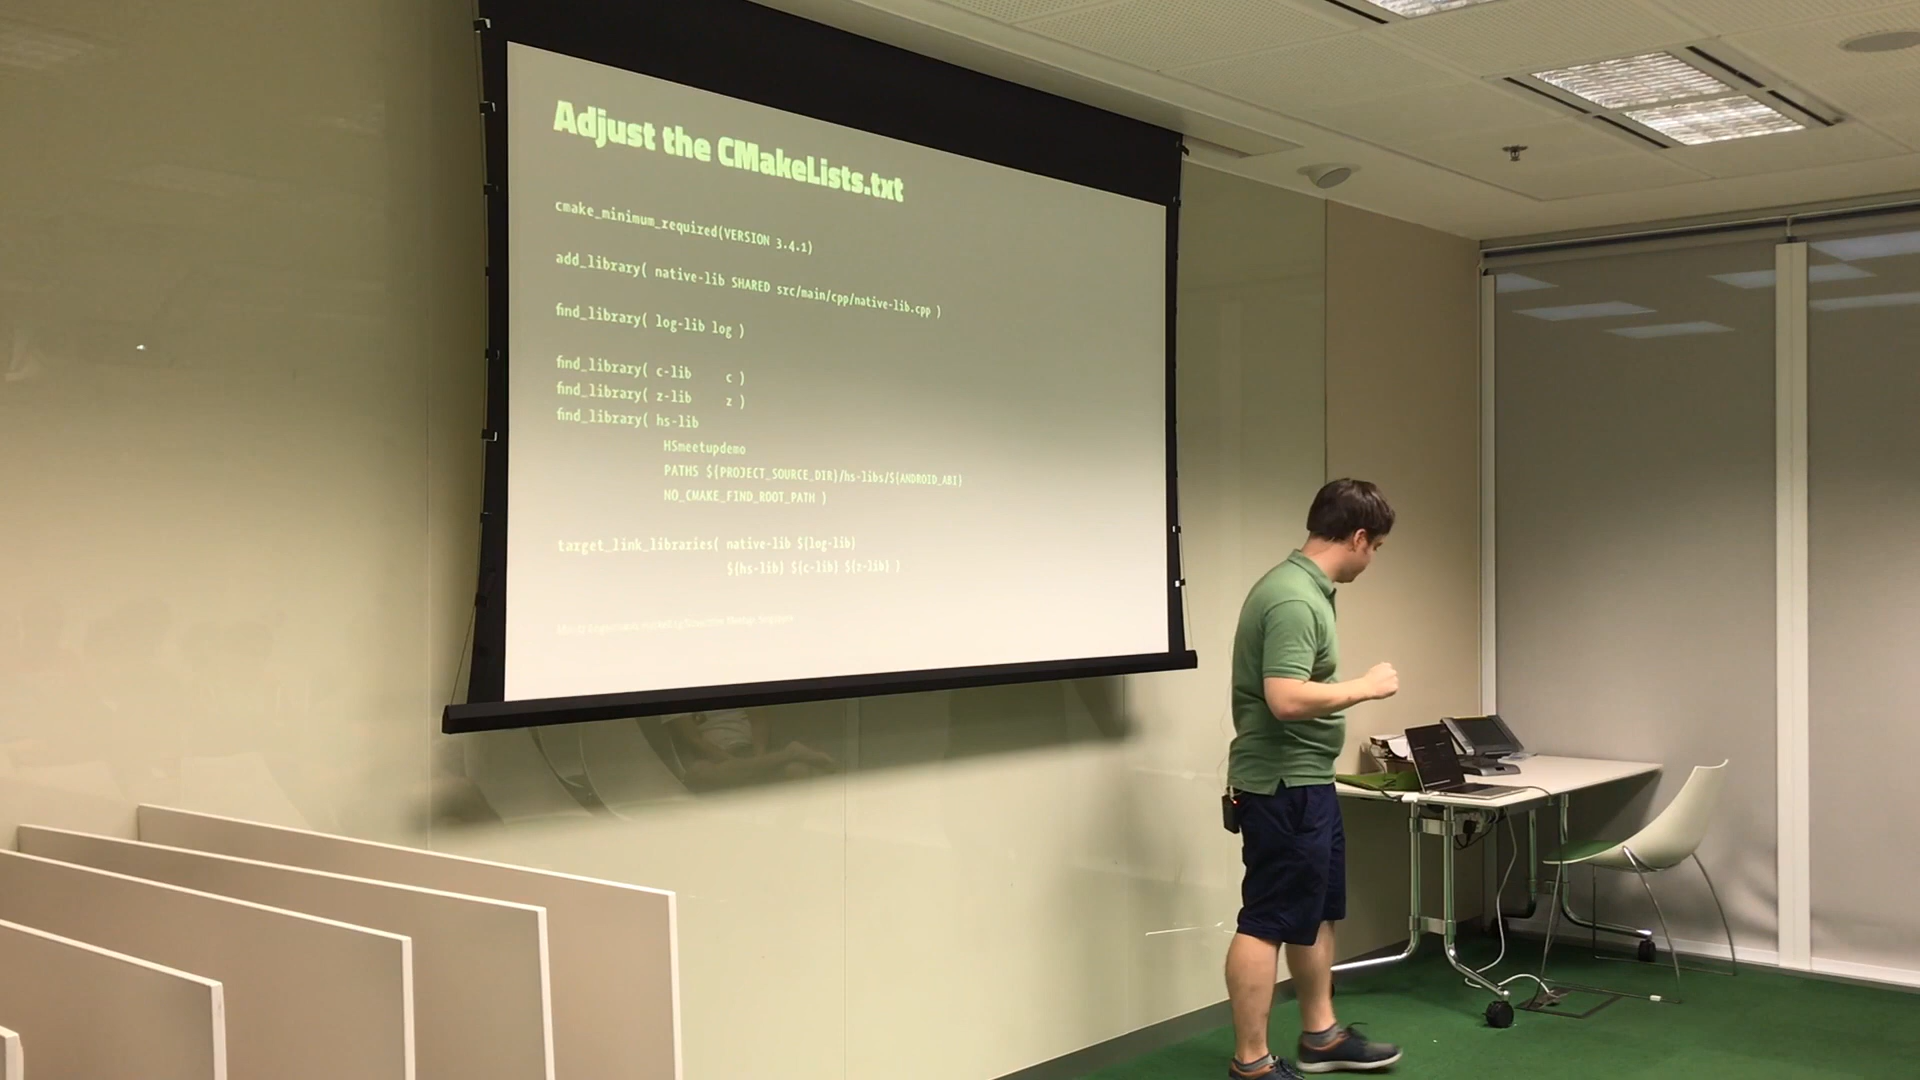 Adjust the CMakeLists.txt
cmake_minimum_required(VERSION 3.4.1)
add_library( native-lib SHARED src/main/cpp/native-lib.cpp )
find_library( log-lib log )
find_library( c-lib c )
find_library( z-lib z )
find_library( hs-lib
HSmeetupdemo
PATHS ${PROJECT_SOURCE_DIR}/hs-libs/${ANDROID_ABI}
NO_CMAKE_FIND_ROOT_PATH )
target_link_libraries( native-lib ${log-lib}
${hs-lib} ${c-lib} ${z-lib} )